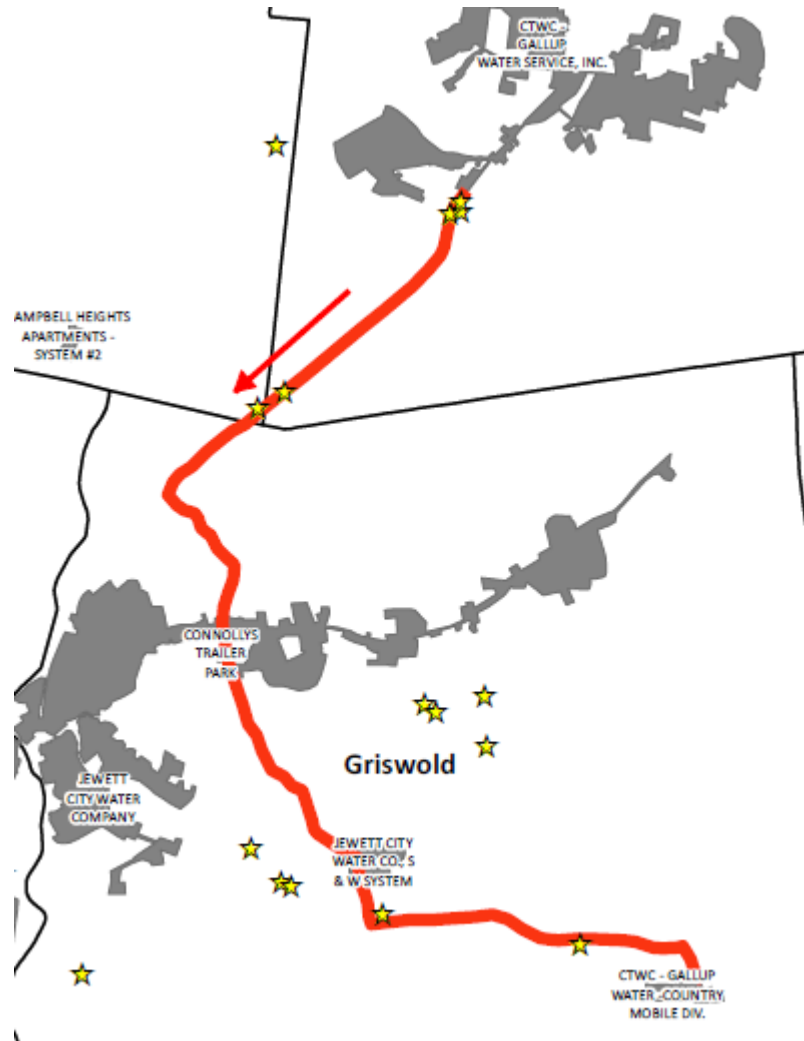 CTWC -
GALLUP
WATER SERVICE, INC.
AMPBELL HEIGHTS
APARTMENTS -
SYSTEM #2
CONNOLLYS
TRAILER
PARK
Griswold
JEWETT
CITY WATER
COMPANY
JEWETT CITY
WATER CO., S
& W SYSTEM
CTWC - GALLUP
WATER, COUNTRY
MOBILE DIV.